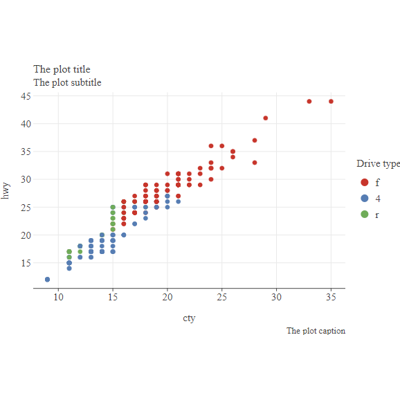 The plot title
The plot subtitle
45
40
35
30
25
20
15
hwy
10
15
20
25
30
35
cty
Drive type
f
4
r
The plot caption